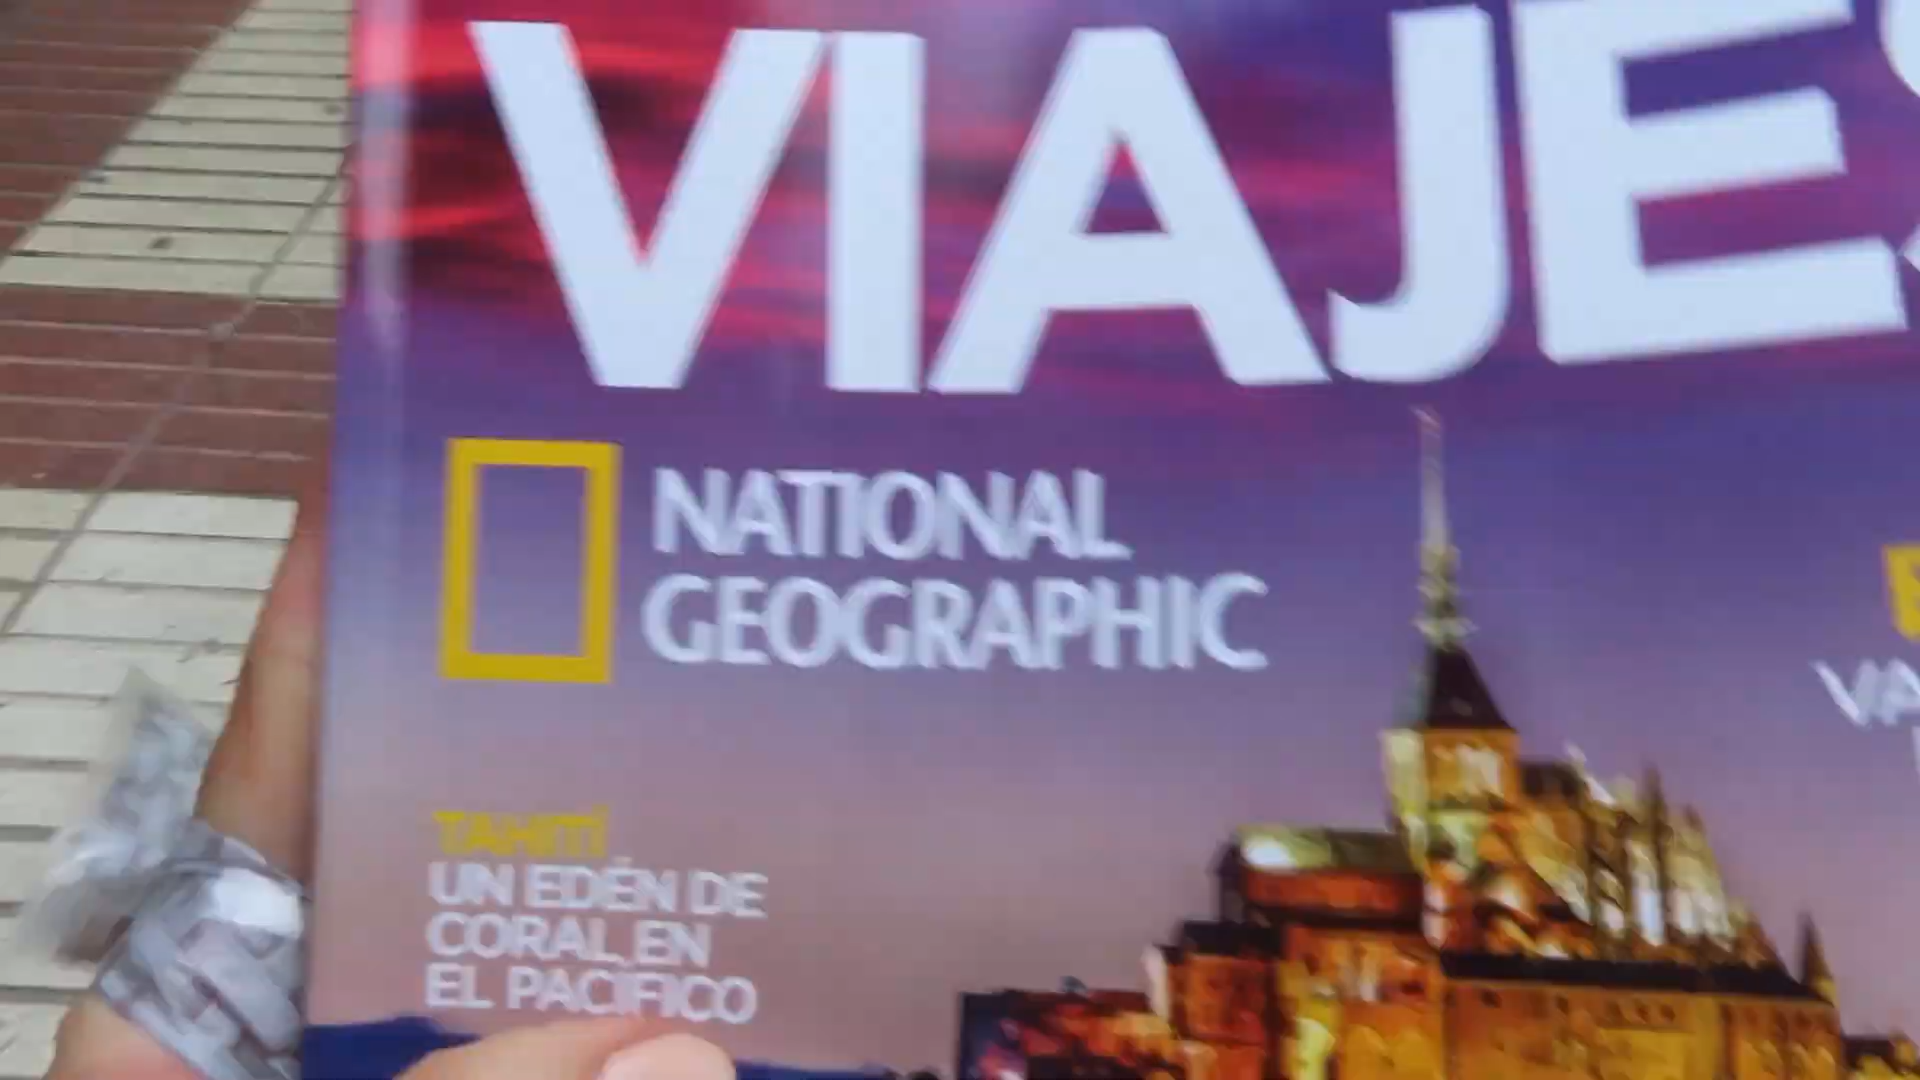 VIAJES
NATIONAL
GEOGRAPHIC
TAHITÍ
UN EDÉN DE
CORAL EN
EL PACÍFICO